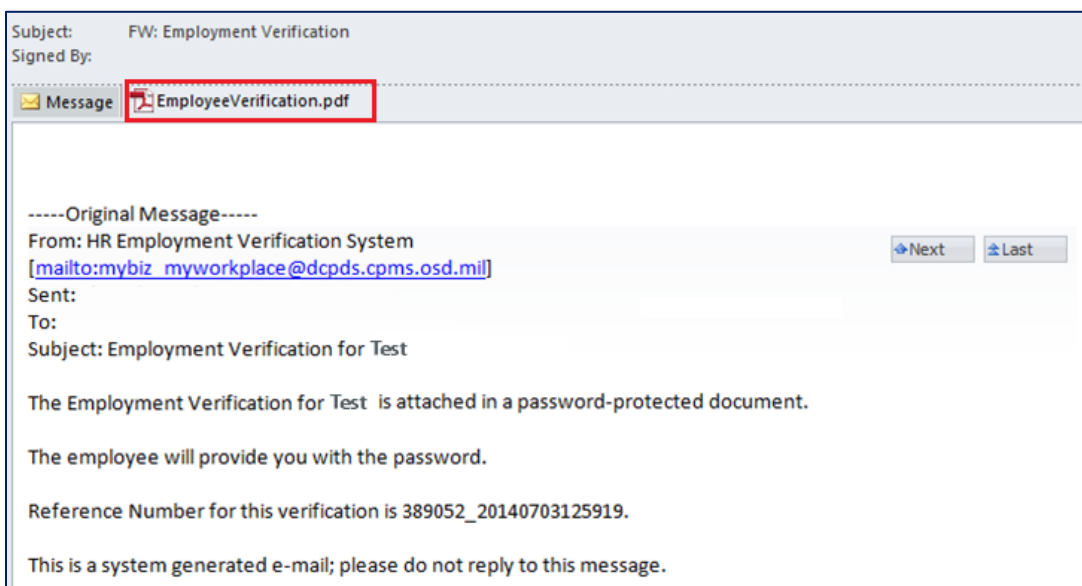 Subject: FW: Employment Verification
Signed By:
Message EmployeeVerification.pdf
-----Original Message-----
From: HR Employment Verification System
Next Last
[mailto:mybiz_myworkplace@dcpds.cpms.osd.mil]
Sent:
To:
Subject: Employment Verification for Test
The Employment Verification for Test is attached in a password-protected document.
The employee will provide you with the password.
Reference Number for this verification is 389052_20140703125919.
This is a system generated e-mail; please do not reply to this message.